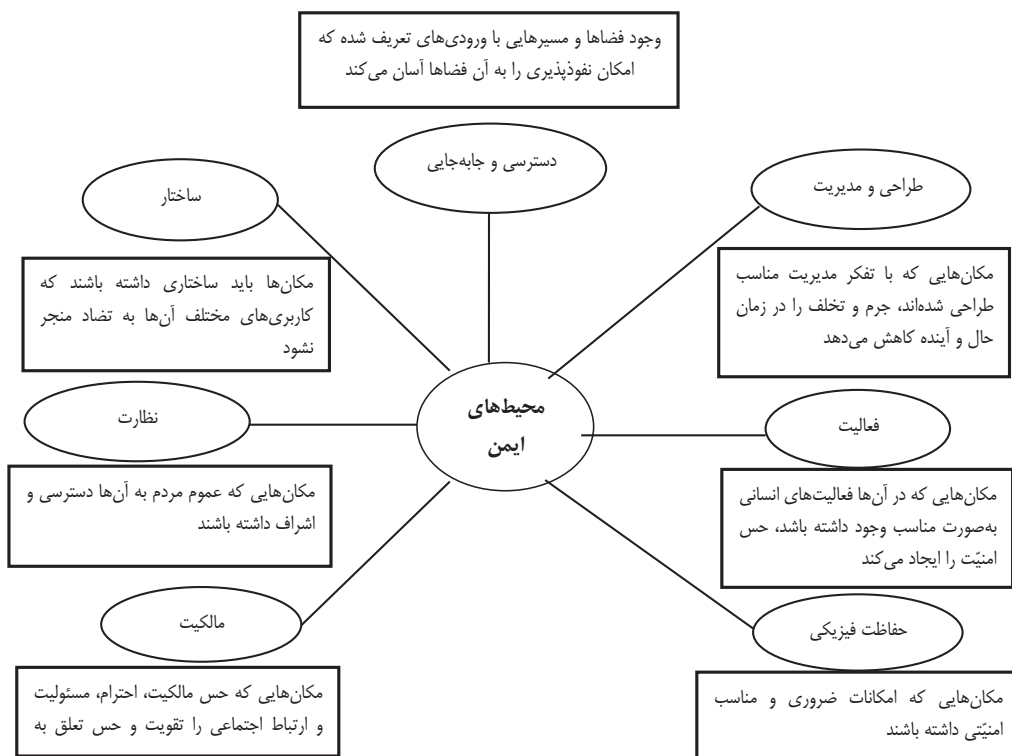 وجود فضاها و مسیرهایی با ورودی‌های تعریف شده که
امکان نفوذپذیری را به آن فضاها آسان می‌کند
دسترسی و جابه‌جایی
طراحی و مدیریت
مکان‌هایی که با تفکر مدیریت مناسب
طراحی شده‌اند، جرم و تخلف را در زمان
حال و آینده کاهش می‌دهد
ساختار
مکان‌ها باید ساختاری داشته باشند که
کاربری‌های مختلف آن‌ها به تضاد منجر
نشود
محیط‌های
ایمن
فعالیت
مکان‌هایی که در آن‌ها فعالیت‌های انسانی
به‌صورت مناسب وجود داشته باشد، حس
امنیّت را ایجاد می‌کند
نظارت
مکان‌هایی که عموم مردم به آن‌ها دسترسی و
اشراف داشته باشند
حفاظت فیزیکی
مکان‌هایی که امکانات ضروری و مناسب
امنیّتی داشته باشند
مالکیت
مکان‌هایی که حس مالکیت، احترام، مسئولیت
و ارتباط اجتماعی را تقویت و حس تعلق به